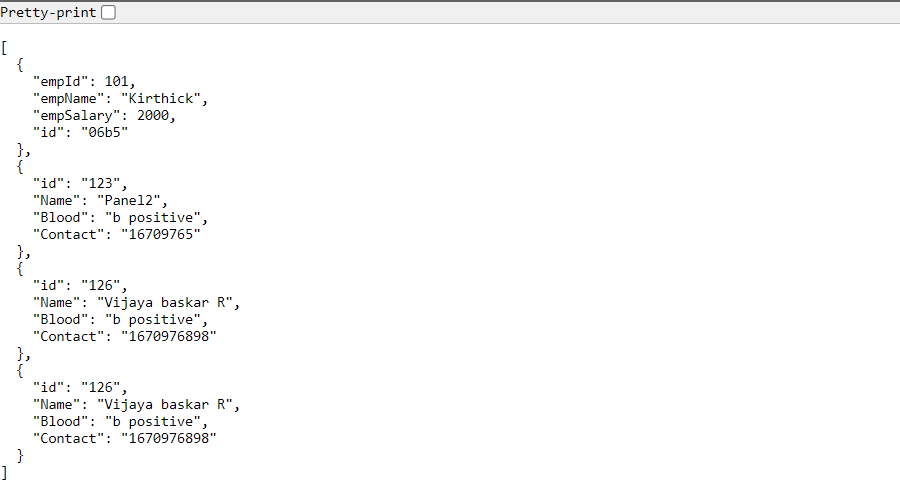 Pretty-print
[
  {
    "empId": 101,
    "empName": "Kirthick",
    "empSalary": 2000,
    "id": "06b5"
  },
  {
    "id": "123",
    "Name": "Panel2",
    "Blood": "b positive",
    "Contact": "16709765"
  },
  {
    "id": "126",
    "Name": "Vijaya baskar R",
    "Blood": "b positive",
    "Contact": "1670976898"
  },
  {
    "id": "126",
    "Name": "Vijaya baskar R",
    "Blood": "b positive",
    "Contact": "1670976898"
  }
]